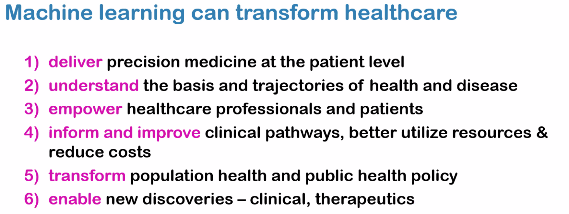 Machine learning can transform healthcare
1) deliver precision medicine at the patient level
2) understand the basis and trajectories of health and disease
3) empower healthcare professionals and patients
4) inform and improve clinical pathways, better utilize resources &
reduce costs
5) transform population health and public health policy
6) enable new discoveries – clinical, therapeutics